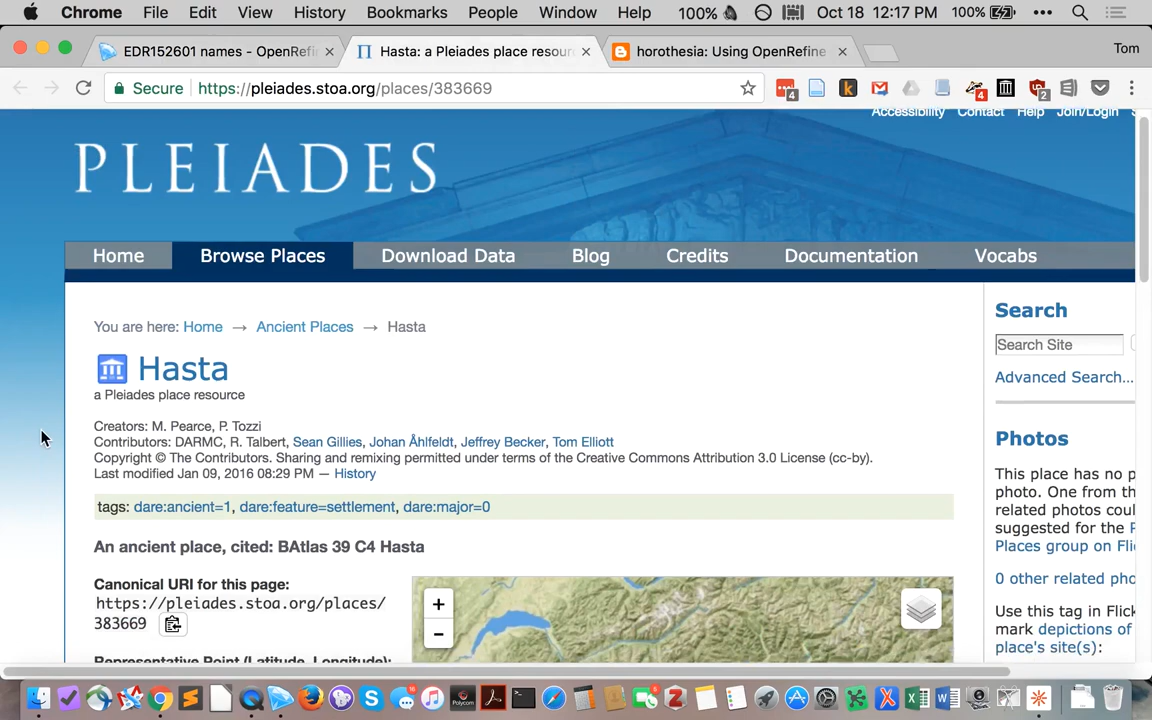 Chrome File Edit View History Bookmarks People Window Help 100% Oct 18 12:17 PM 100%
EDR152601 names - OpenRefi
Hasta: a Pleiades place resour
horothesia: Using OpenRefine
Tom
Secure https://pleiades.stoa.org/places/383669
4
4
2
Accessibility Contact Help Join/Login
PLEIADES
Home Browse Places Download Data Blog Credits Documentation Vocabs
You are here: Home → Ancient Places → Hasta
Hasta
a Pleiades place resource
Creators: M. Pearce, P. Tozzi
Contributors: DARMC, R. Talbert, Sean Gillies, Johan Åhlfeldt, Jeffrey Becker, Tom Elliott
Copyright © The Contributors. Sharing and remixing permitted under terms of the Creative Commons Attribution 3.0 License (cc-by).
Last modified Jan 09, 2016 08:29 PM — History
tags: dare:ancient=1, dare:feature=settlement, dare:major=0
An ancient place, cited: BAtlas 39 C4 Hasta
Canonical URI for this page:
https://pleiades.stoa.org/places/
383669
Representative Point (Latitude, Longitude):
+
−
Search
Search Site
Advanced Search...
Photos
This place has no p
photo. One from th
related photos coul
suggested for the P
Places group on Fli
0 other related pho
Use this tag in Flick
mark depictions of
place's site(s):
Polycom